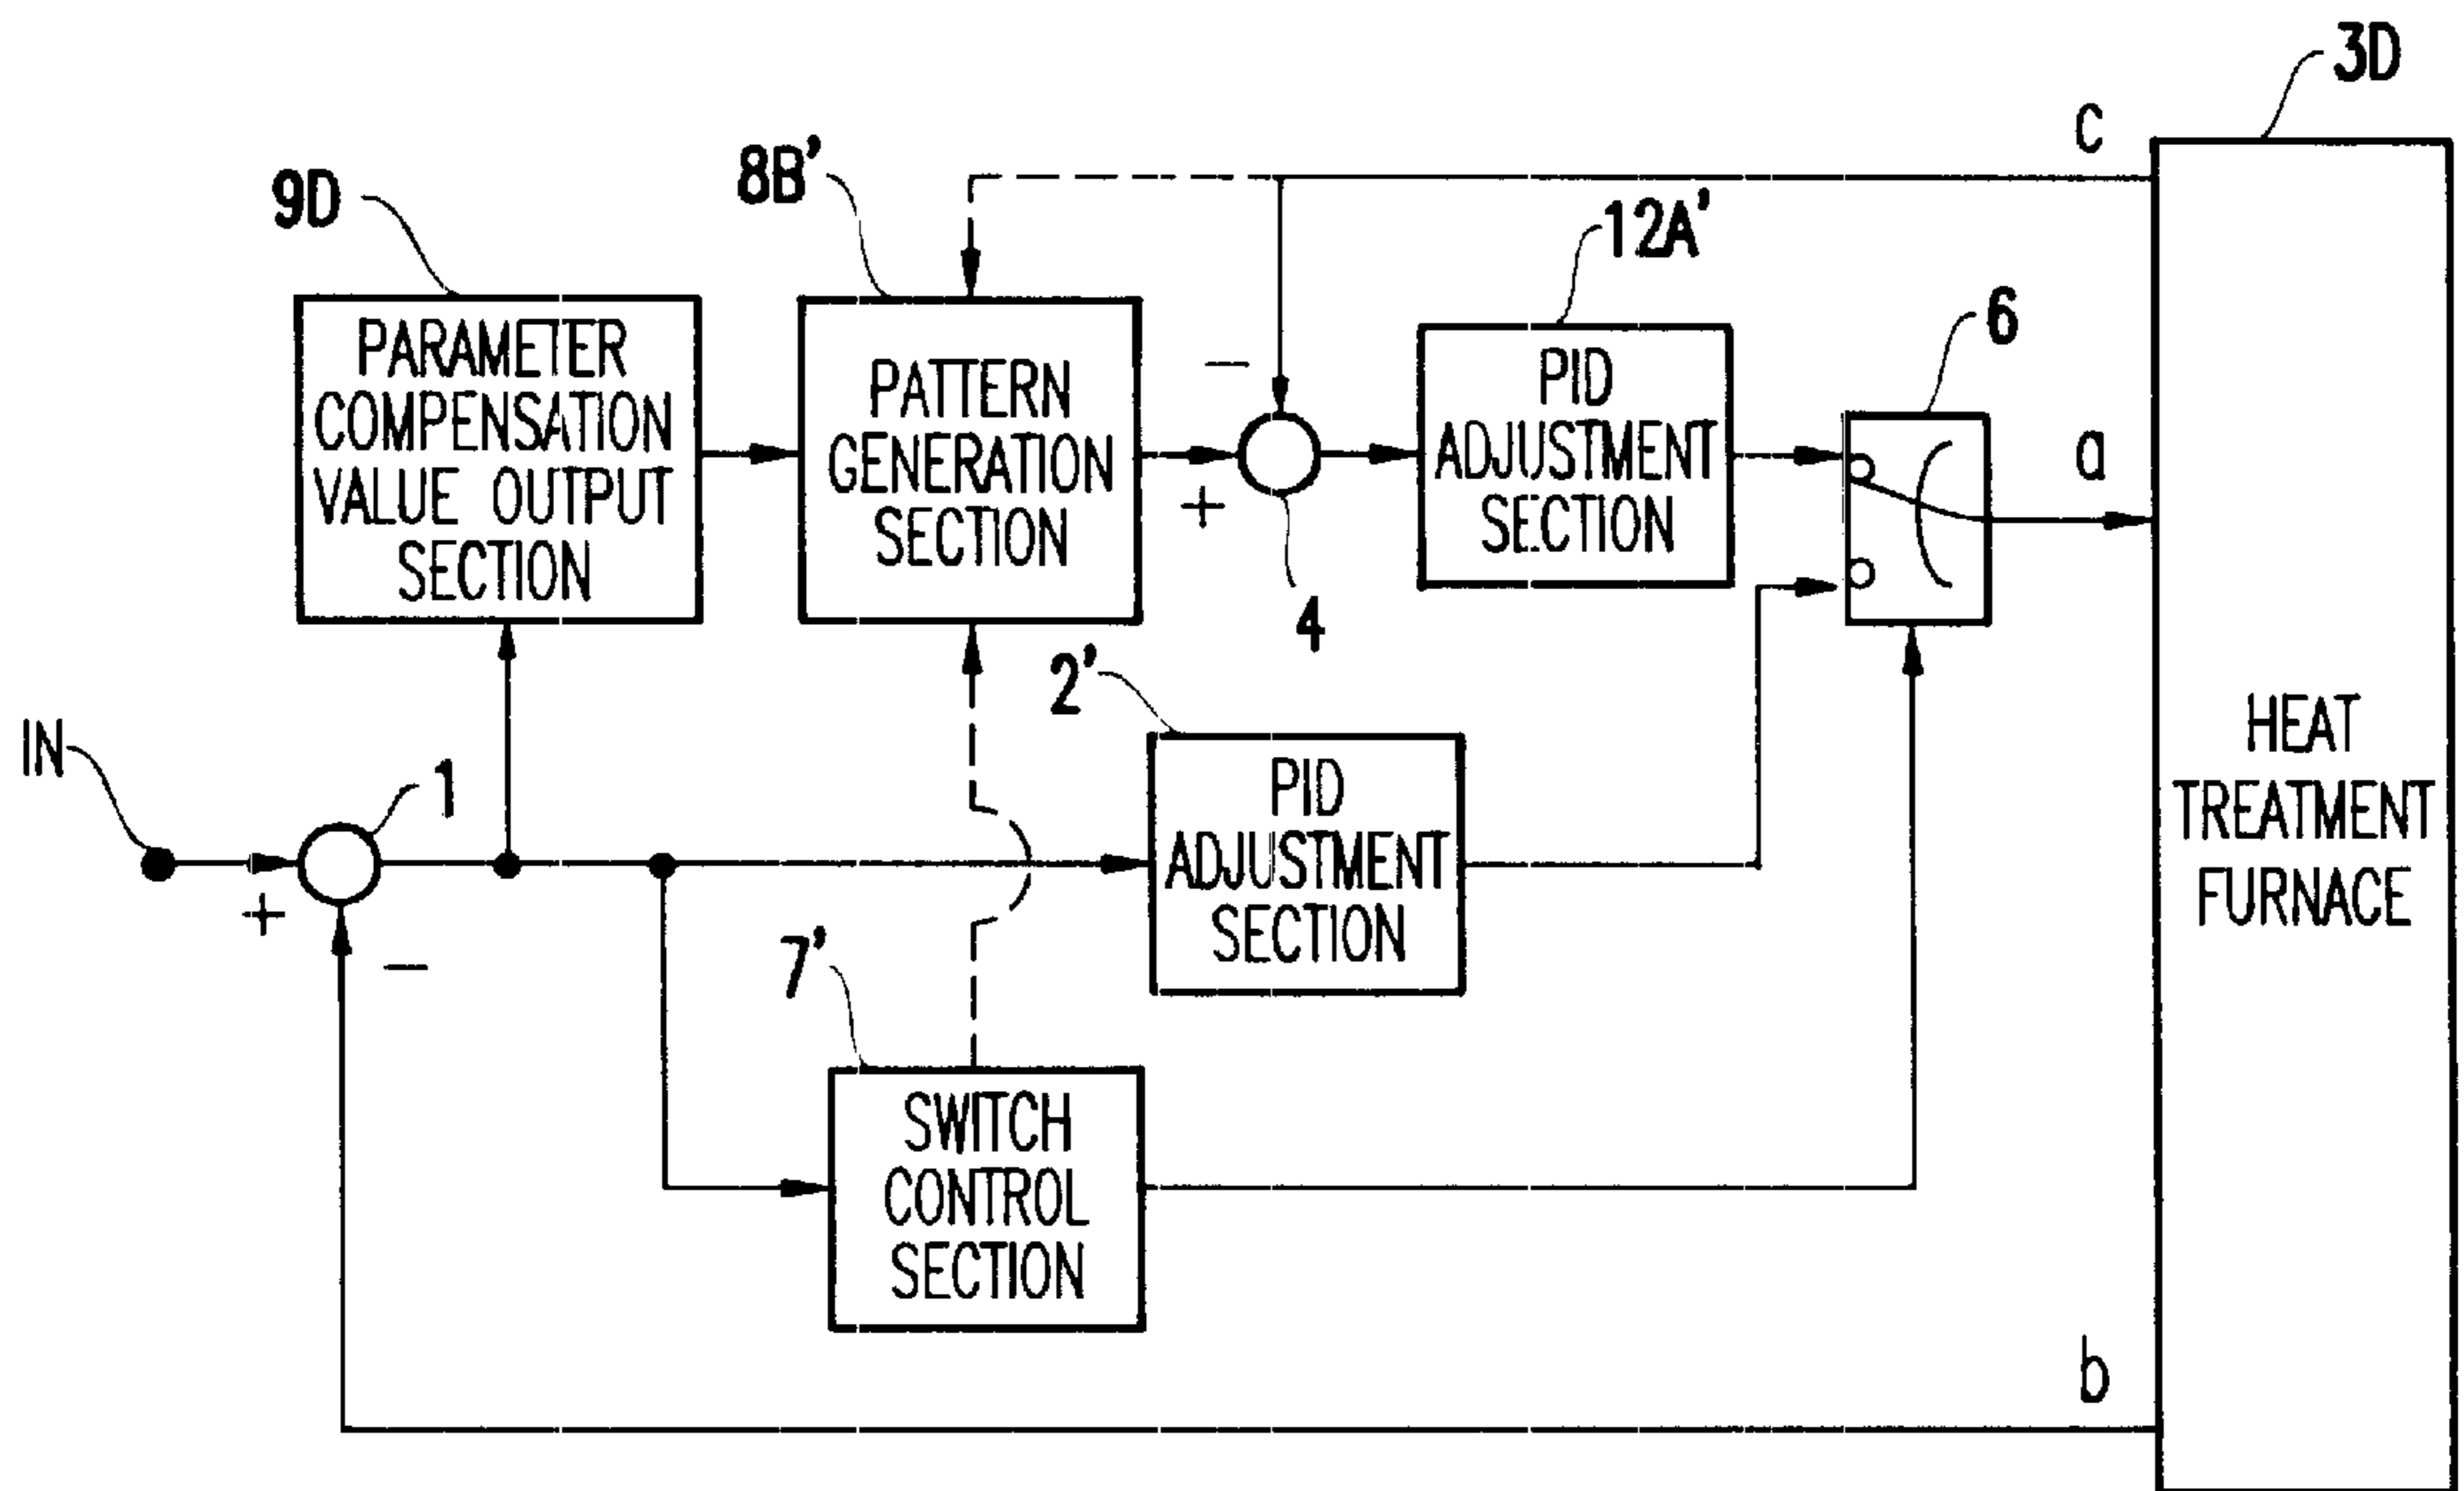 3D
C
8B'
9D
12A'
6
PARAMETER
COMPENSATION
VALUE OUTPUT
SECTION
PATTERN
GENERATION
SECTION
−
+
4
PID
ADJUSTMENT
SECTION
a
2'
IN
1
+
−
PID
ADJUSTMENT
SECTION
HEAT
TREATMENT
FURNACE
7'
SWITCH
CONTROL
SECTION
b